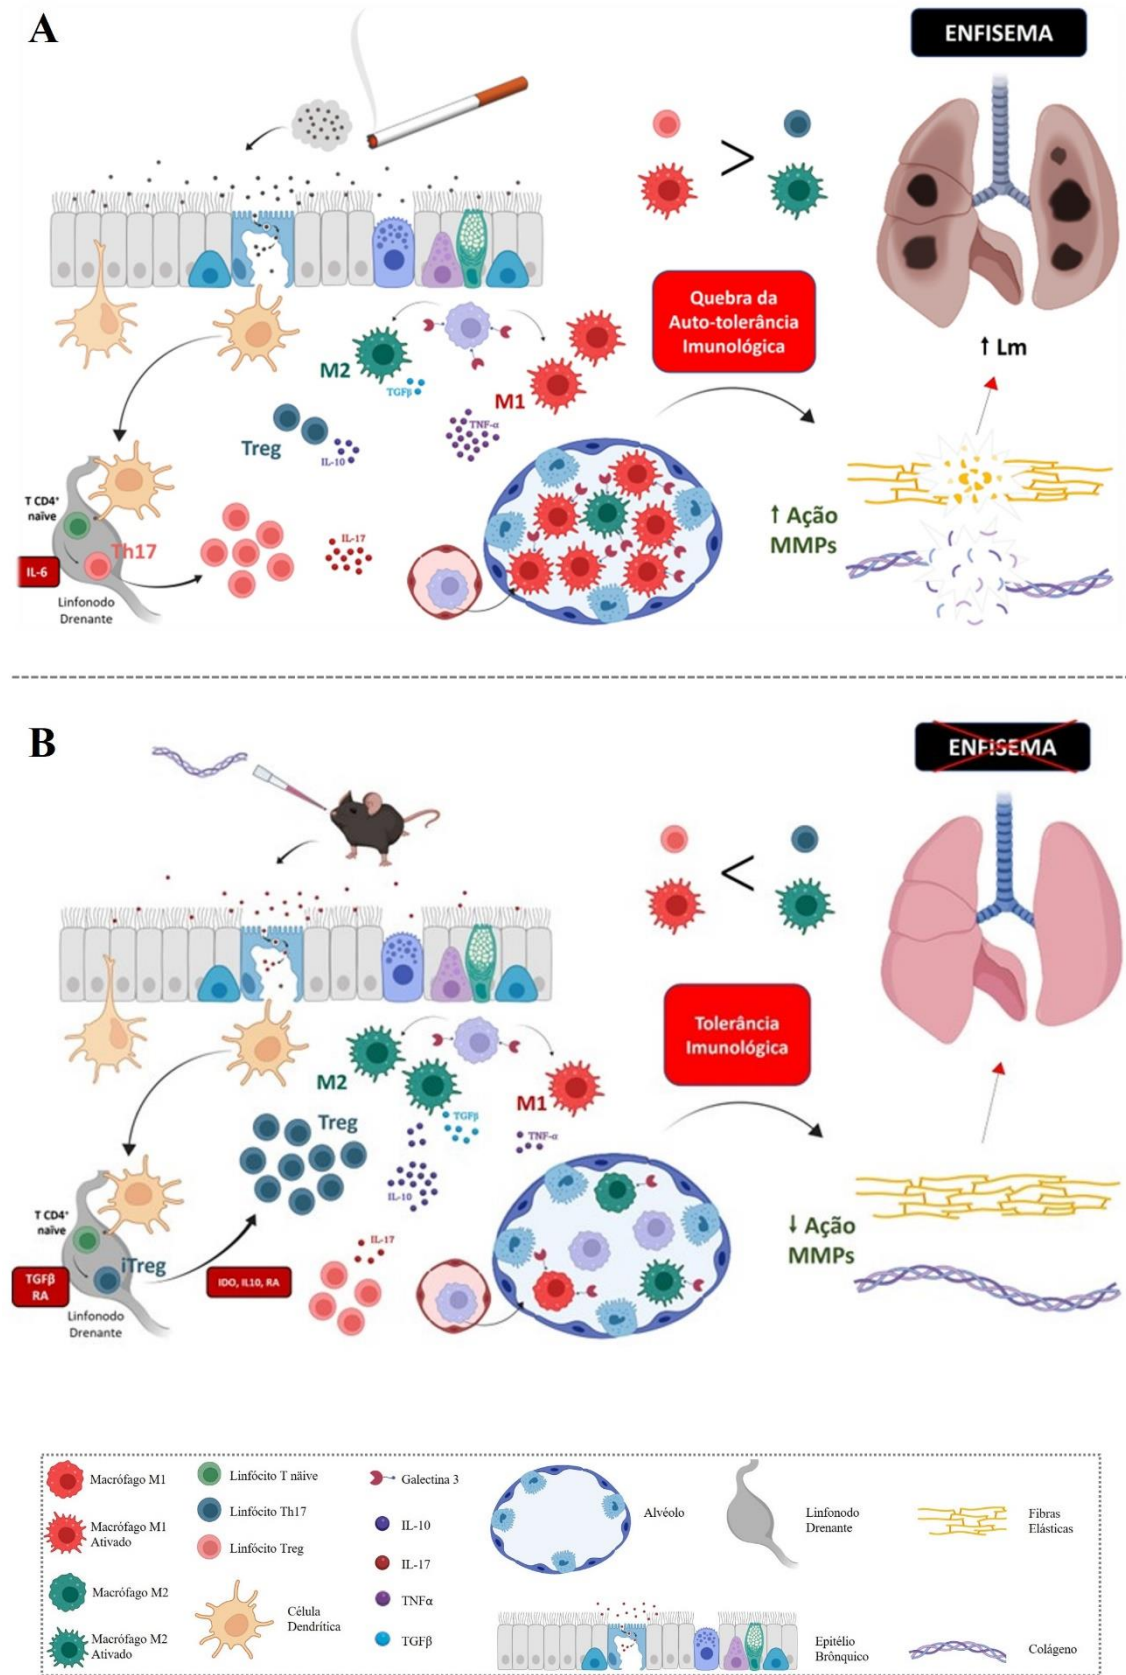 A
ENFISEMA
>
Quebra da
Auto-tolerância
Imunológica
↑ Lm
M2
TGFβ
M1
TNF-α
Treg
IL-10
T CD4⁺
naïve
Th17
IL-17
IL-6
Linfonodo
Drenante
↑ Ação
MMPs
B
ENFISEMA
<
Tolerância
Imunológica
M2
M1
TGFβ
TNF-α
Treg
IL-10
T CD4⁺
naïve
iTreg
IL-17
TGFβ
RA
IDO, IL10, RA
Linfonodo
Drenante
↓ Ação
MMPs
Macrófago M1
Macrófago M1
Ativado
Macrófago M2
Macrófago M2
Ativado
Linfócito T näive
Linfócito Th17
Linfócito Treg
Célula
Dendrítica
Galectina 3
IL-10
IL-17
TNFα
TGFβ
Alvéolo
Epitélio
Brônquico
Linfonodo
Drenante
Fibras
Elásticas
Colágeno